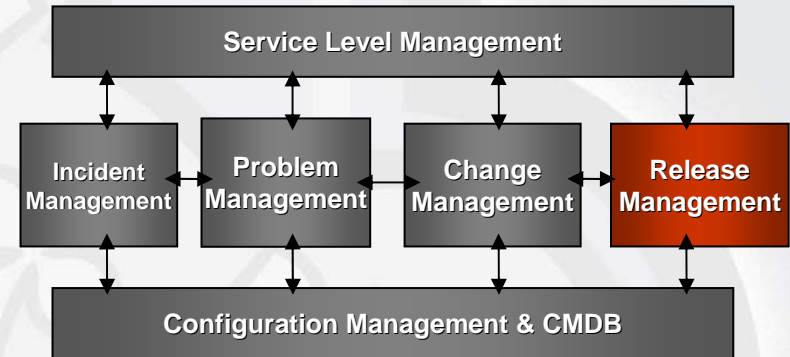 Service Level Management
Incident
Management
Problem
Management
Change
Management
Release
Management
Configuration Management & CMDB